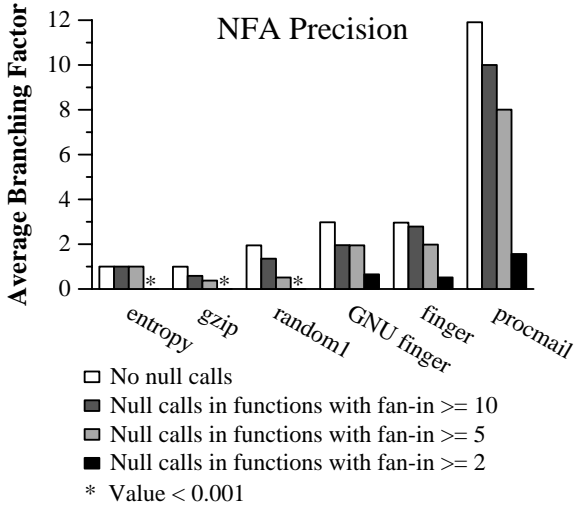 NFA Precision
Average Branching Factor
12
10
8
6
4
2
0
*
*
*
entropy
gzip
random1
GNU finger
finger
procmail
No null calls
Null calls in functions with fan-in >= 10
Null calls in functions with fan-in >= 5
Null calls in functions with fan-in >= 2
* Value < 0.001